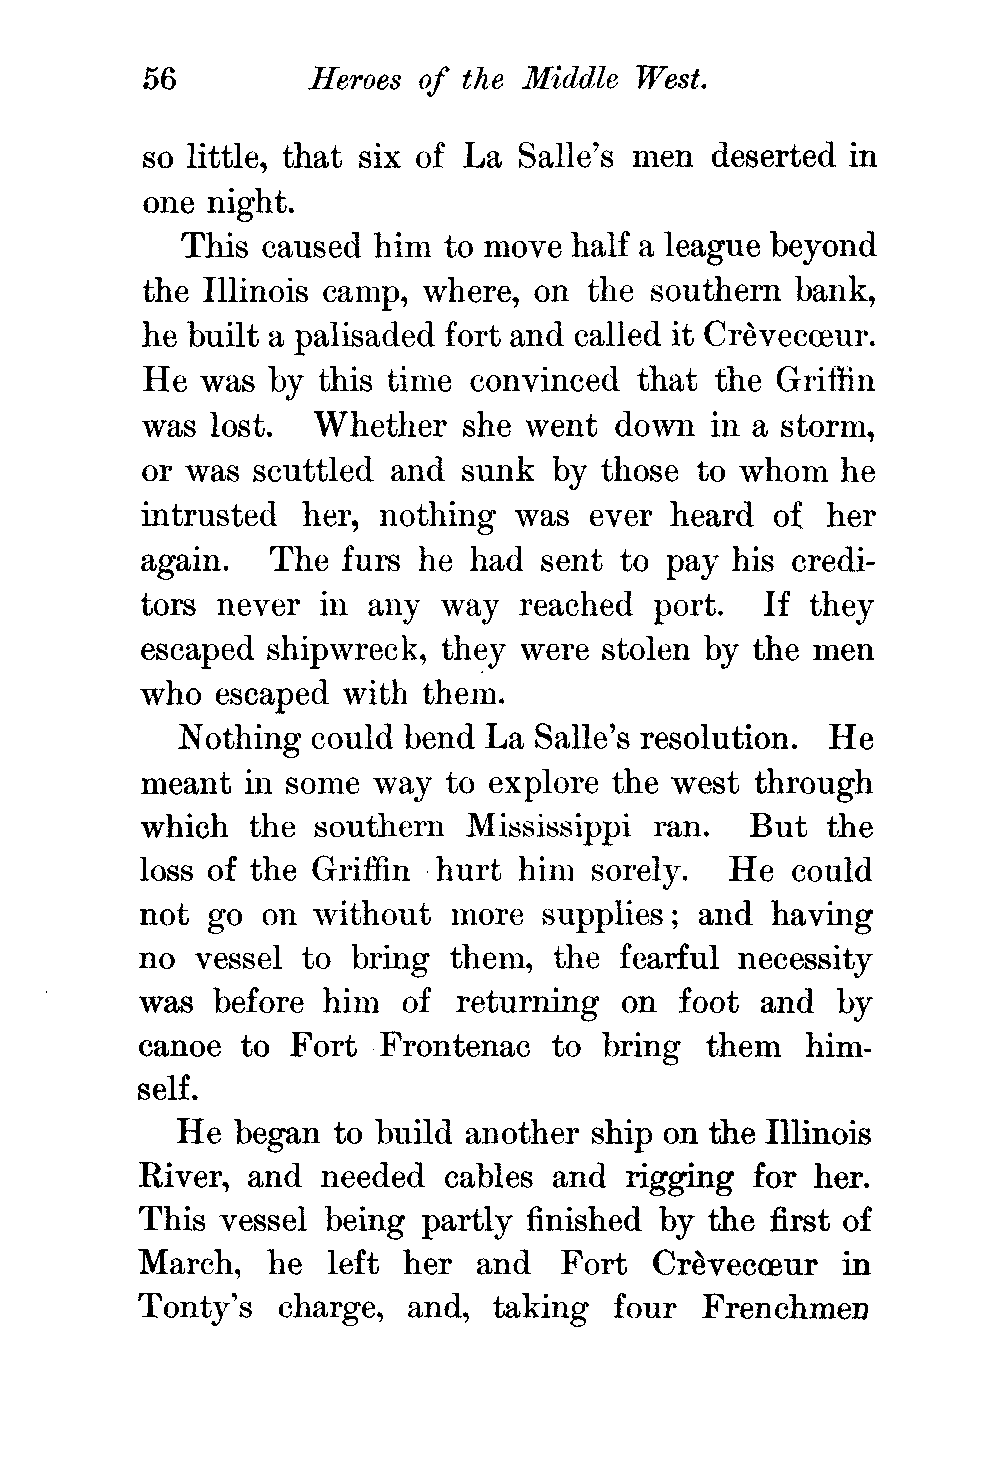 56 Heroes of the Middle West.
so little, that six of La Salle's men deserted in
one night.
This caused him to move half a league beyond
the Illinois camp, where, on the southern bank,
he built a palisaded fort and called it Crèvecœur.
He was by this time convinced that the Griffin
was lost. Whether she went down in a storm,
or was scuttled and sunk by those to whom he
intrusted her, nothing was ever heard of her
again. The furs he had sent to pay his credi-
tors never in any way reached port. If they
escaped shipwreck, they were stolen by the men
who escaped with them.
Nothing could bend La Salle's resolution. He
meant in some way to explore the west through
which the southern Mississippi ran. But the
loss of the Griffin hurt him sorely. He could
not go on without more supplies; and having
no vessel to bring them, the fearful necessity
was before him of returning on foot and by
canoe to Fort Frontenac to bring them him-
self.
He began to build another ship on the Illinois
River, and needed cables and rigging for her.
This vessel being partly finished by the first of
March, he left her and Fort Crèvecœur in
Tonty's charge, and, taking four Frenchmen